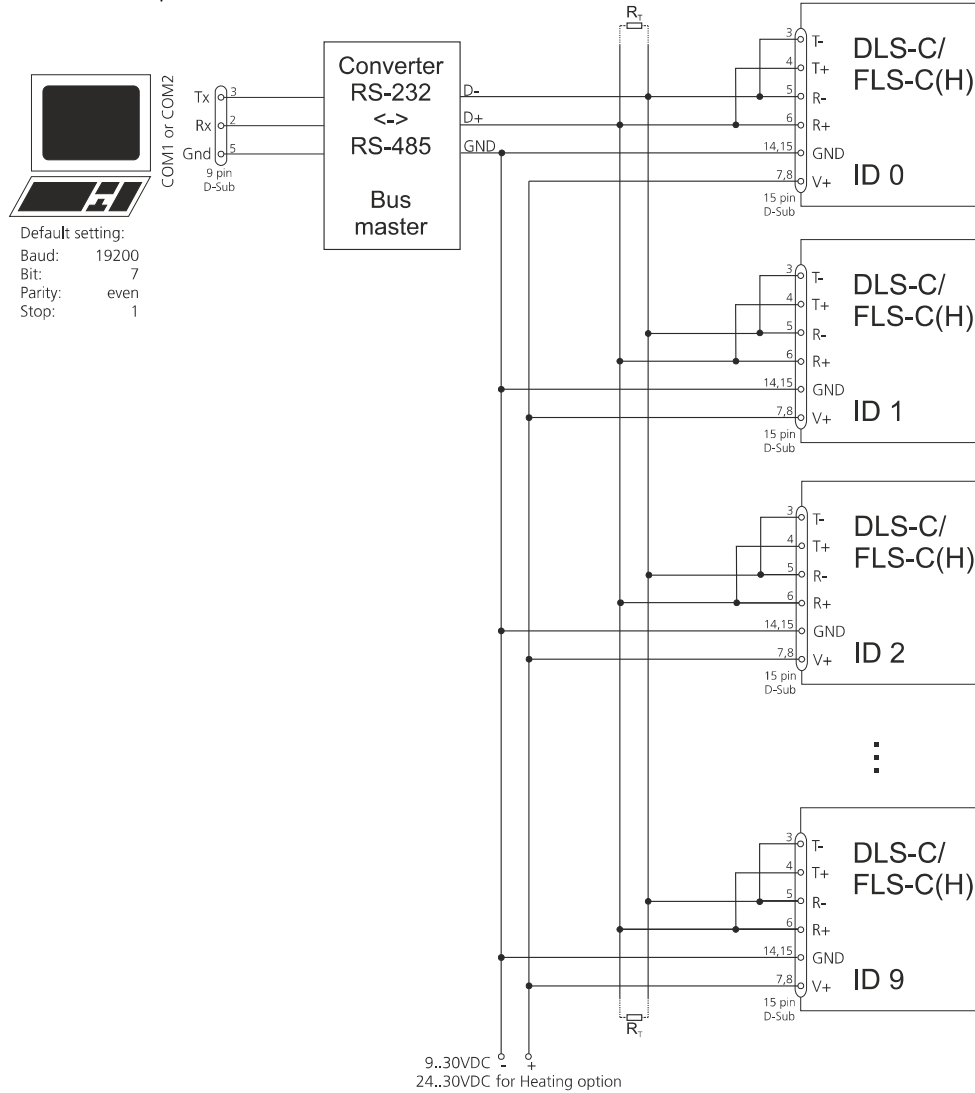 COM1 or COM2
Tx 3
Rx 2
Gnd 5
9 pin
D-Sub
Default setting:
Baud: 19200
Bit: 7
Parity: even
Stop: 1
Converter
RS-232
<->
RS-485
Bus
master
D-
D+
GND
RT
3 T-
4 T+
5 R-
6 R+
14,15 GND
7,8 V+
15 pin
D-Sub
DLS-C/
FLS-C(H)
ID 0
3 T-
4 T+
5 R-
6 R+
14,15 GND
7,8 V+
15 pin
D-Sub
DLS-C/
FLS-C(H)
ID 1
3 T-
4 T+
5 R-
6 R+
14,15 GND
7,8 V+
15 pin
D-Sub
DLS-C/
FLS-C(H)
ID 2
3 T-
4 T+
5 R-
6 R+
14,15 GND
7,8 V+
15 pin
D-Sub
DLS-C/
FLS-C(H)
ID 9
RT
9..30VDC - +
24..30VDC for Heating option